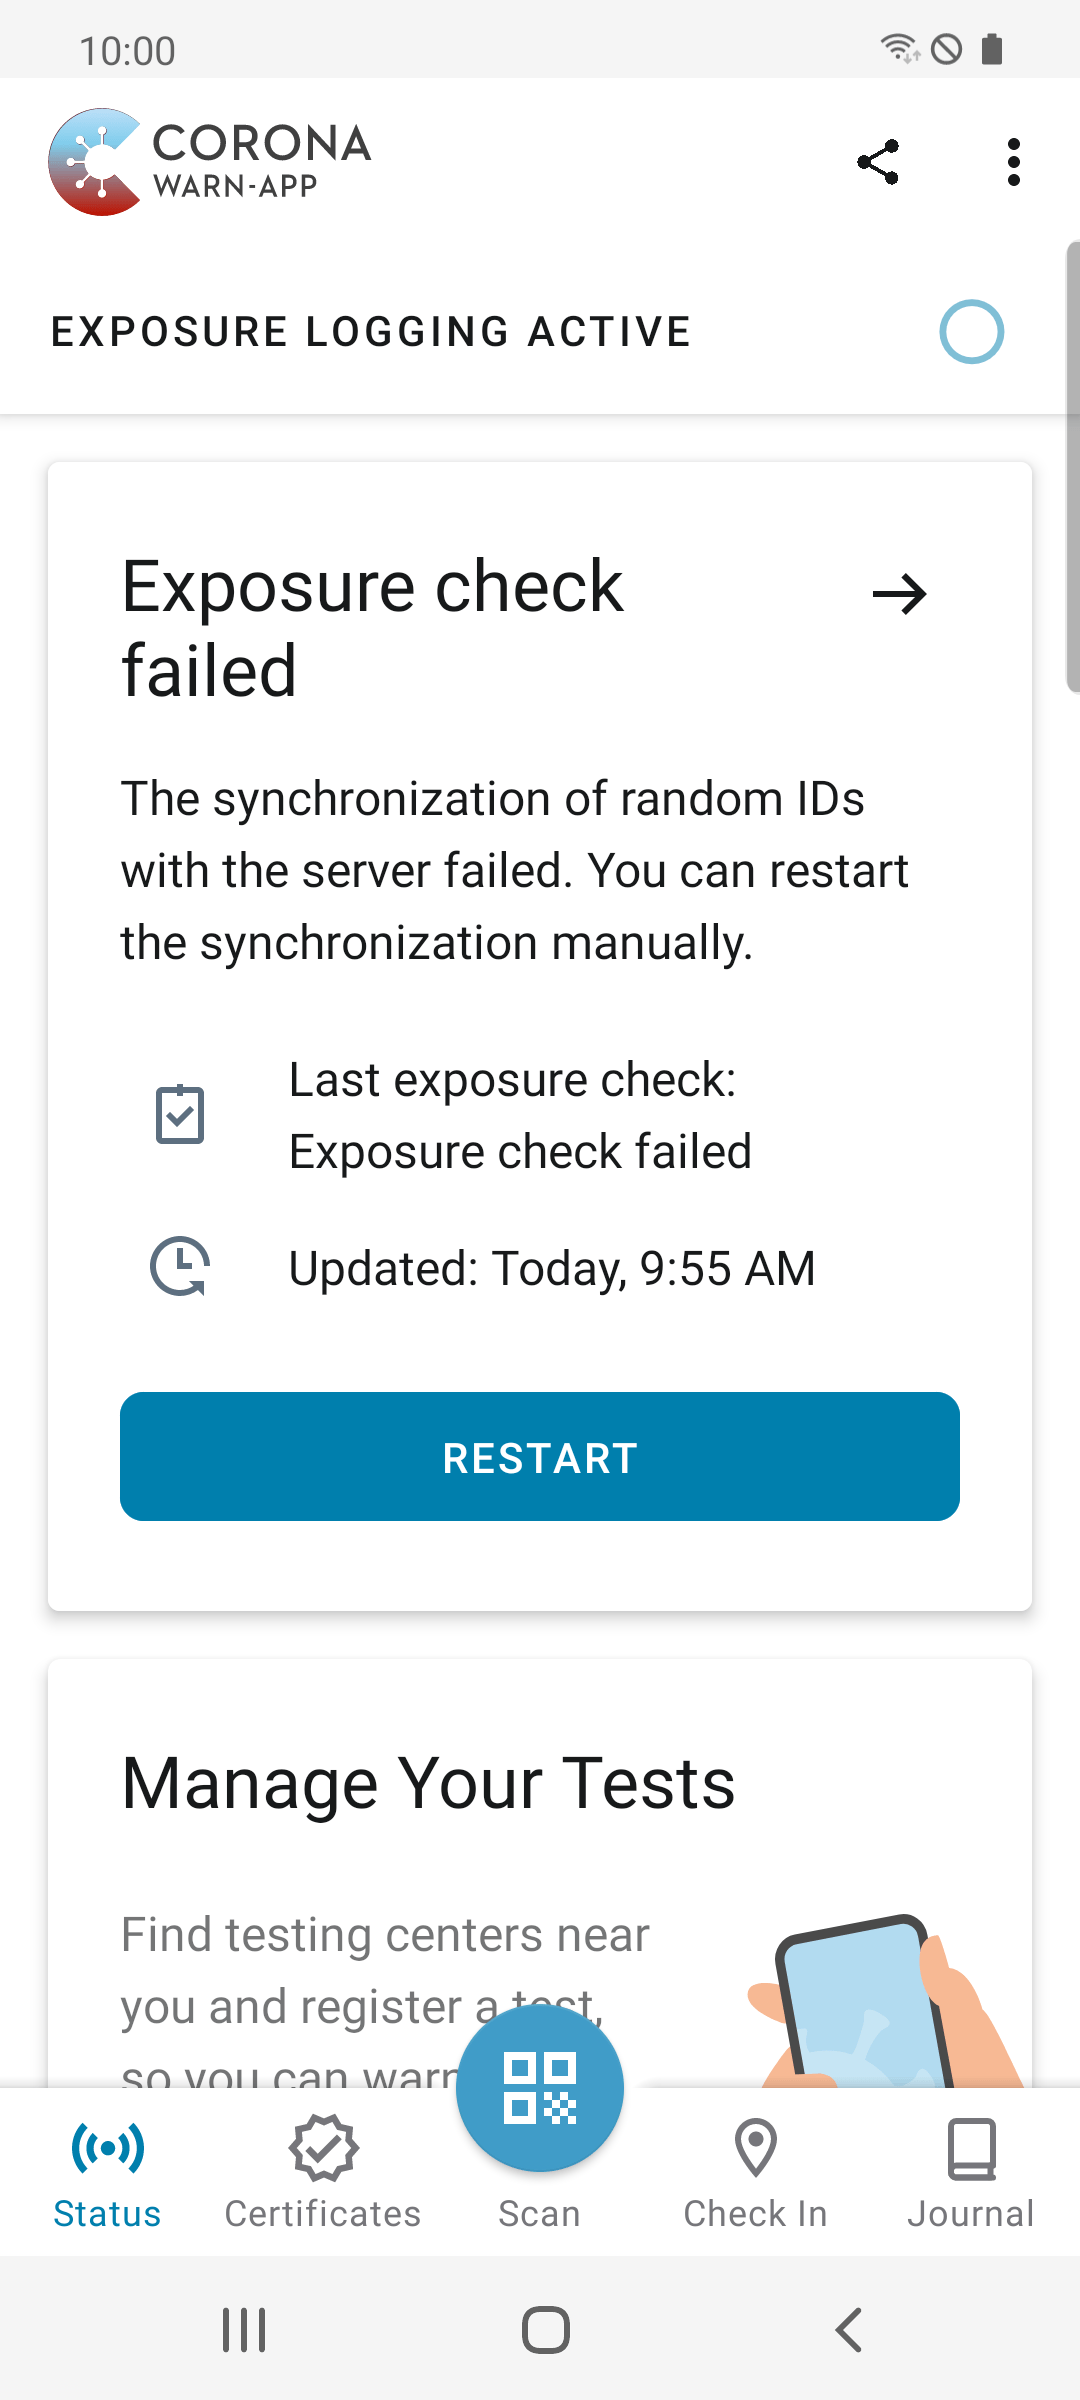 10:00
CORONA
WARN-APP
EXPOSURE LOGGING ACTIVE
Exposure check
failed
The synchronization of random IDs
with the server failed. You can restart
the synchronization manually.
Last exposure check:
Exposure check failed
Updated: Today, 9:55 AM
RESTART
Manage Your Tests
Find testing centers near
you and register a test,
so you can warn
Status
Certificates
Scan
Check In
Journal